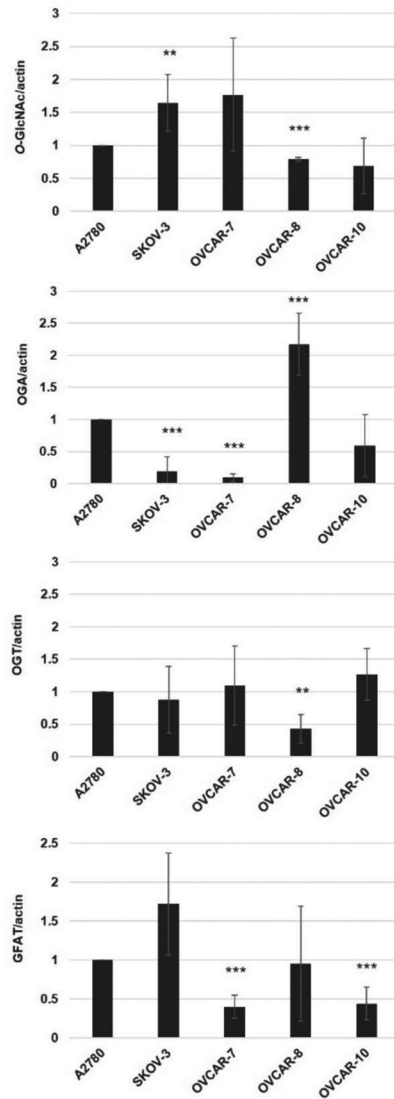 O-GlcNAc/actin
3
2.5
2
1.5
1
0.5
0
**
***
A2780
SKOV-3
OVCAR-7
OVCAR-8
OVCAR-10
OGA/actin
3
2.5
2
1.5
1
0.5
0
***
***
***
A2780
SKOV-3
OVCAR-7
OVCAR-8
OVCAR-10
OGT/actin
3
2.5
2
1.5
1
0.5
0
**
A2780
SKOV-3
OVCAR-7
OVCAR-8
OVCAR-10
GFAT/actin
2.5
2
1.5
1
0.5
0
***
***
A2780
SKOV-3
OVCAR-7
OVCAR-8
OVCAR-10